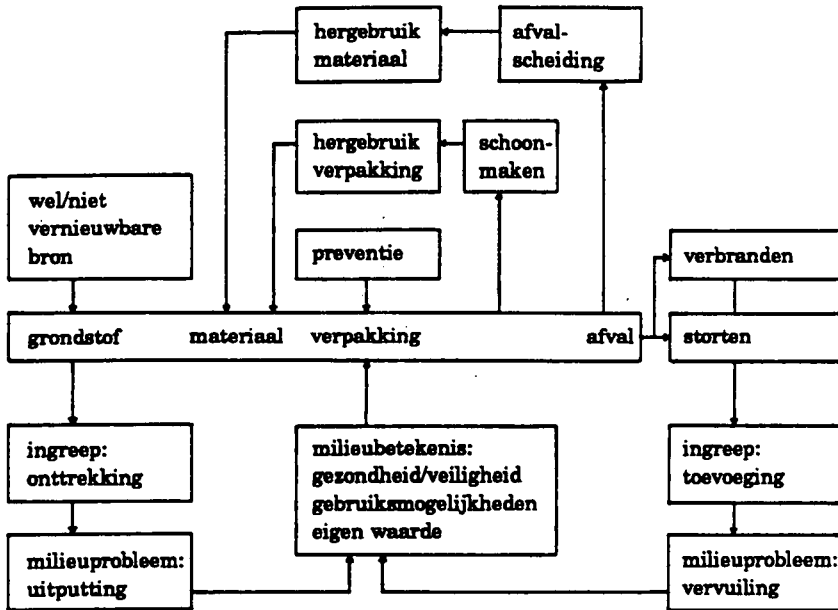 hergebruik
materiaal
afval-
scheiding
hergebruik
verpakking
schoon-
maken
wel/niet
vernieuwbare
bron
preventie
verbranden
grondstof materiaal verpakking afval
storten
ingreep:
onttrekking
milieubetekenis:
gezondheid/veiligheid
gebruiksmogelijkheden
eigen waarde
ingreep:
toevoeging
milieuprobleem:
uitputting
milieuprobleem:
vervuiling